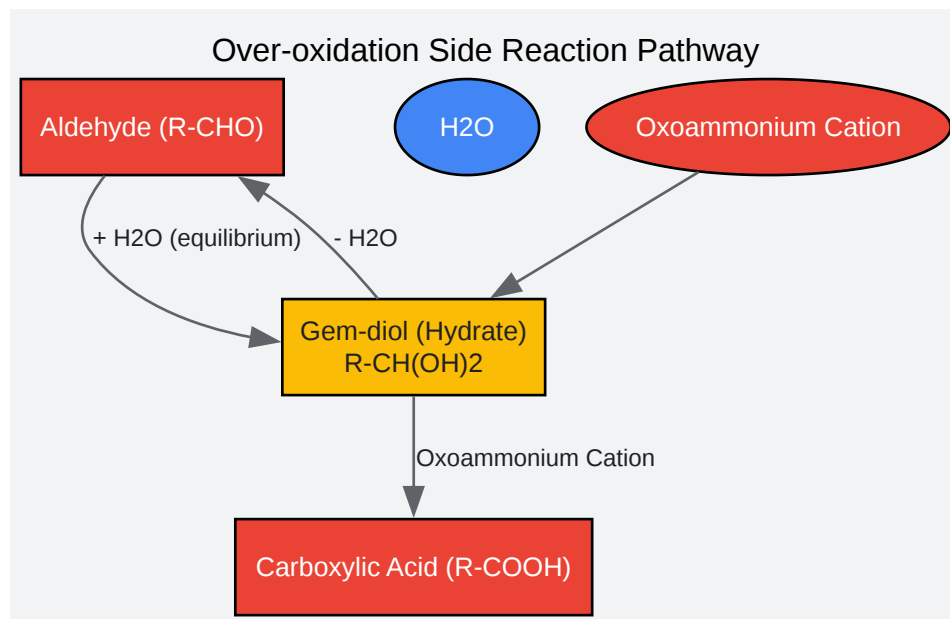 Over-oxidation Side Reaction Pathway
Aldehyde (R-CHO)
H2O
Oxoammonium Cation
+ H2O (equilibrium)
- H2O
Gem-diol (Hydrate)
R-CH(OH)2
Oxoammonium Cation
Carboxylic Acid (R-COOH)